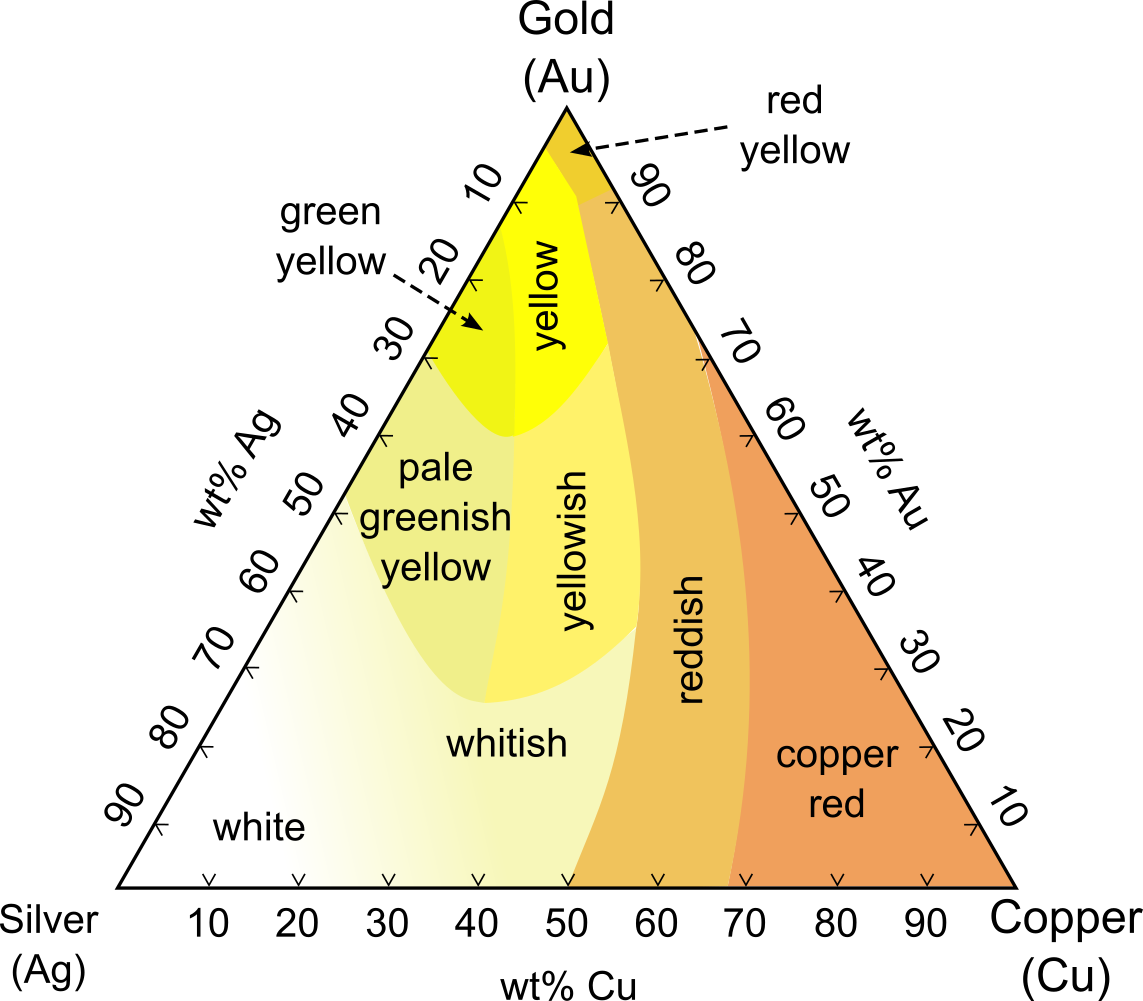 Gold
(Au)
red
yellow
10
90
green
yellow
20
80
yellow
30
70
40
60
wt% Ag
wt% Au
50
50
pale
greenish
yellow
yellowish
60
40
reddish
70
30
80
20
whitish
copper
red
90
10
white
Silver
(Ag)
10
20
30
40
50
60
70
80
90
Copper
(Cu)
wt% Cu